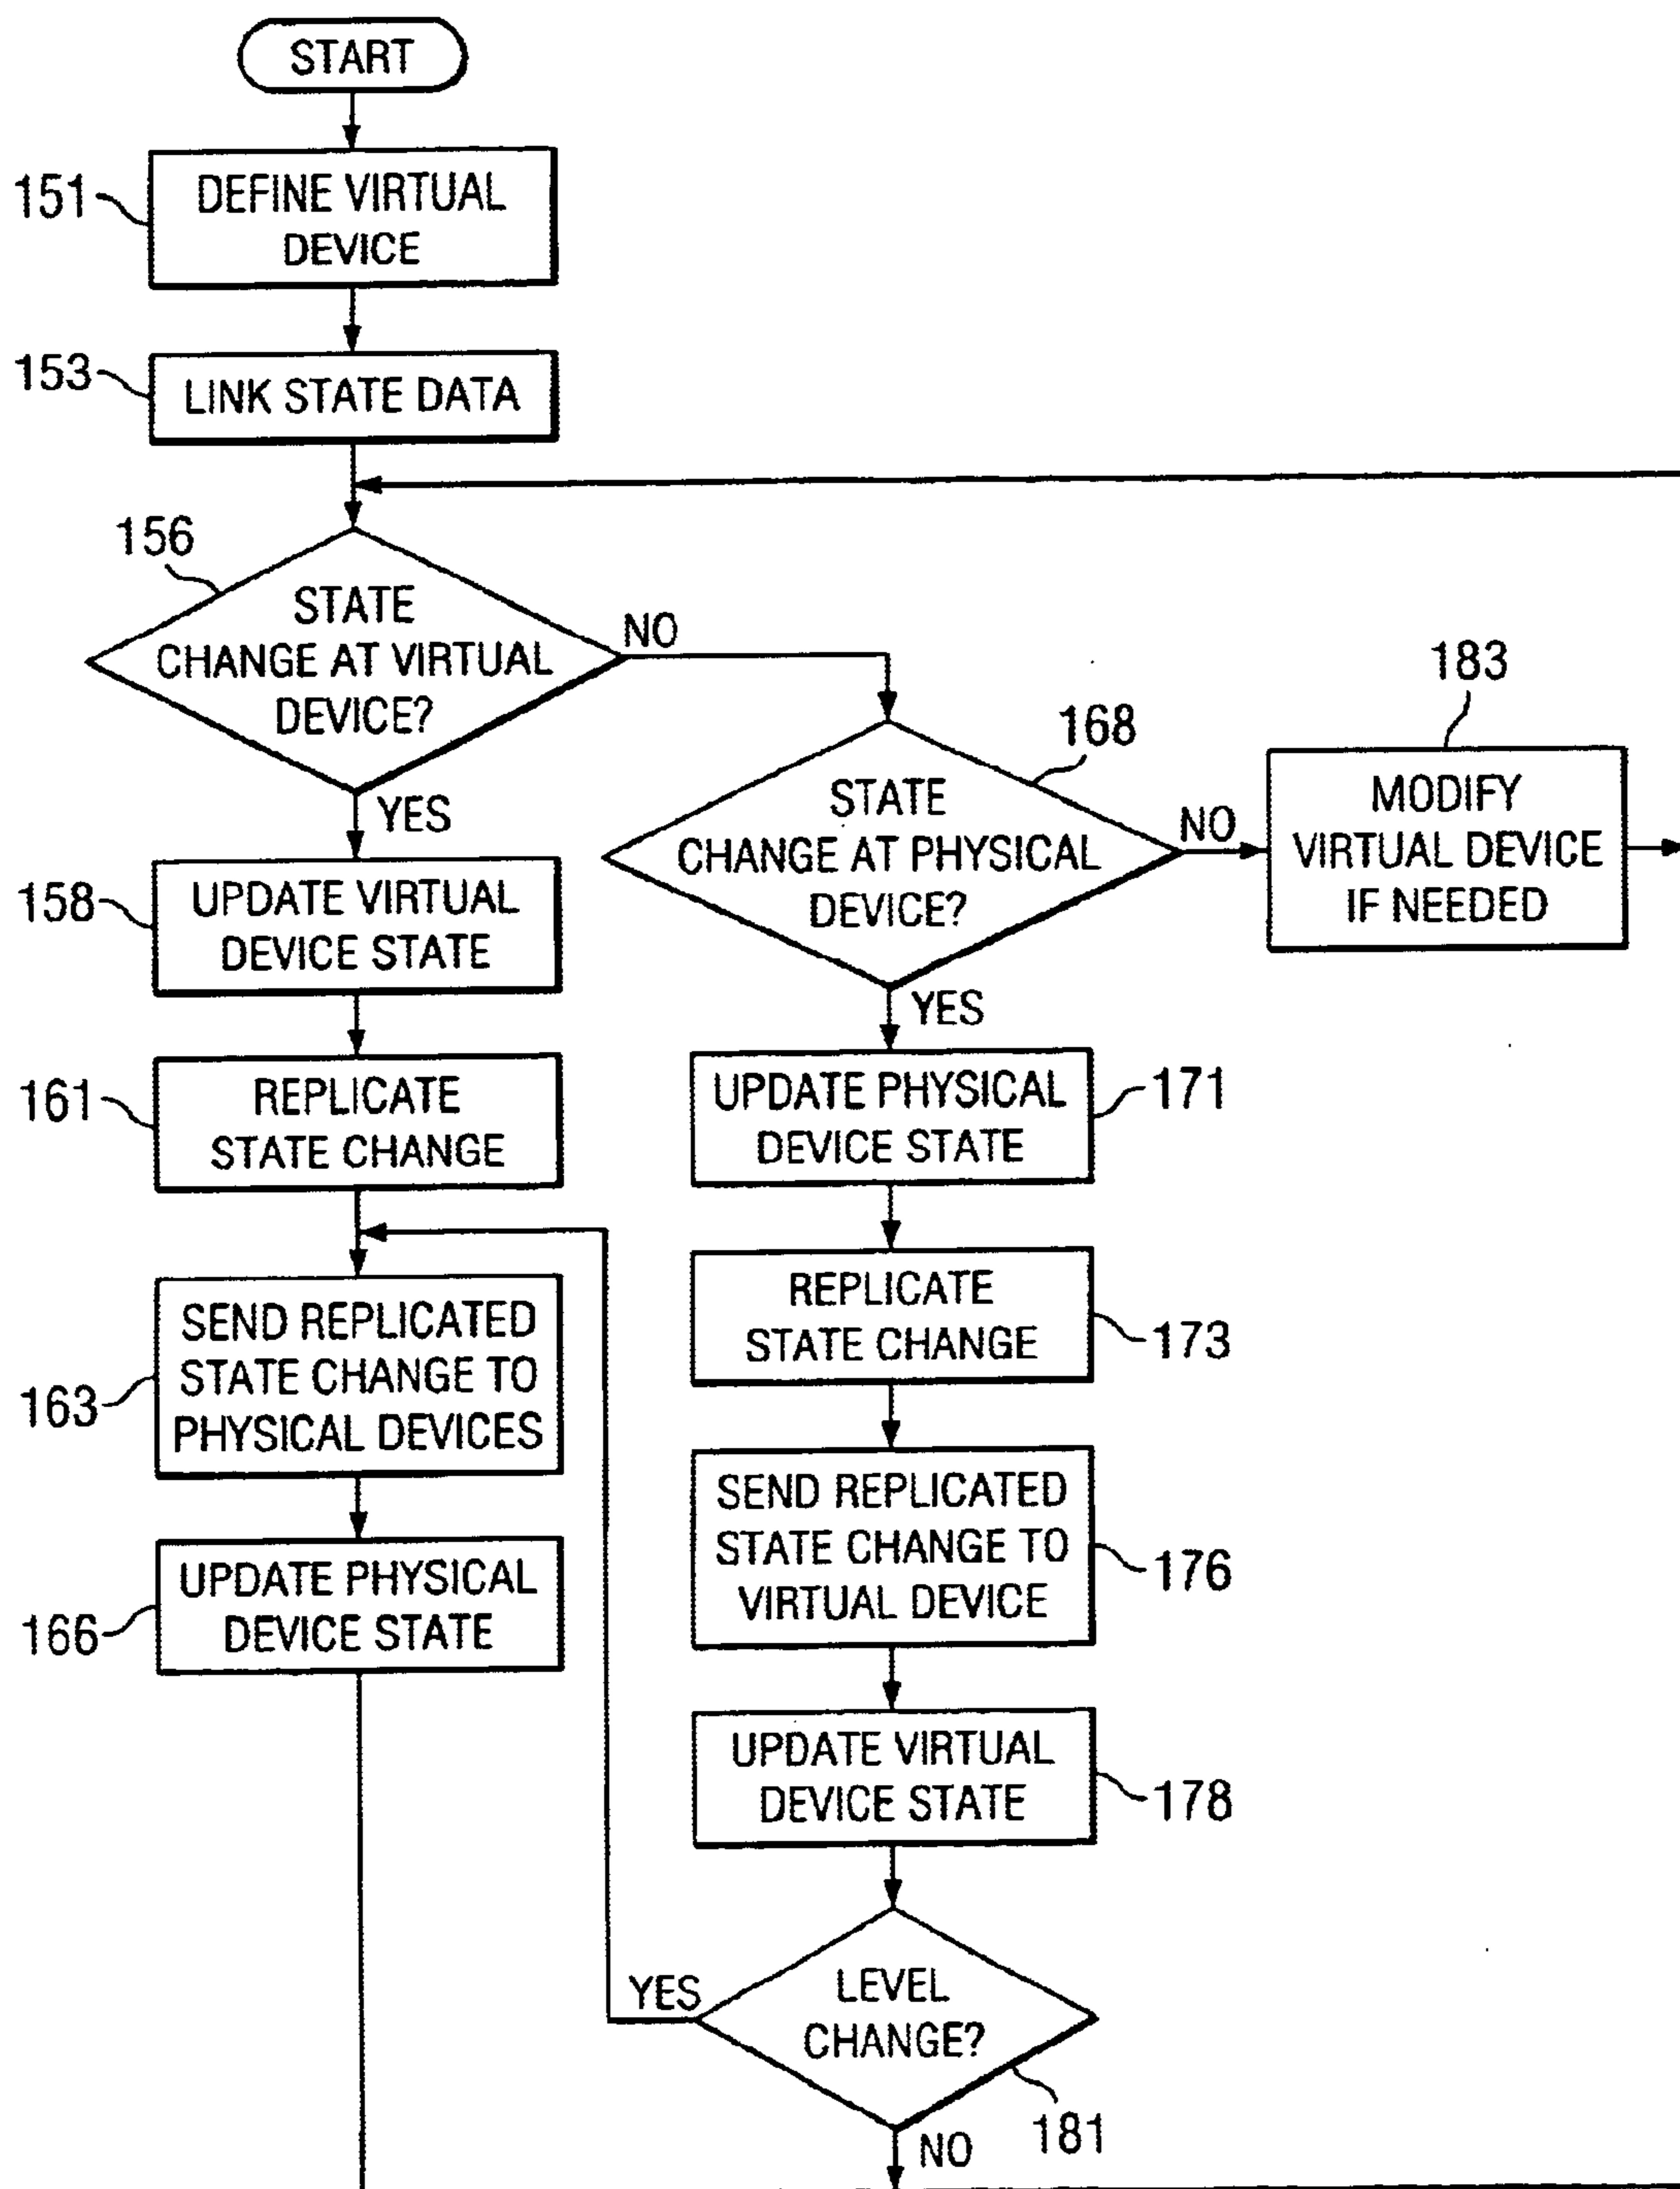 START
151
DEFINE VIRTUAL
DEVICE
153
LINK STATE DATA
156
STATE
CHANGE AT VIRTUAL
DEVICE?
NO
YES
158
UPDATE VIRTUAL
DEVICE STATE
161
REPLICATE
STATE CHANGE
163
SEND REPLICATED
STATE CHANGE TO
PHYSICAL DEVICES
166
UPDATE PHYSICAL
DEVICE STATE
168
STATE
CHANGE AT PHYSICAL
DEVICE?
NO
183
MODIFY
VIRTUAL DEVICE
IF NEEDED
YES
UPDATE PHYSICAL
DEVICE STATE
171
REPLICATE
STATE CHANGE
173
SEND REPLICATED
STATE CHANGE TO
VIRTUAL DEVICE
176
UPDATE VIRTUAL
DEVICE STATE
178
YES
LEVEL
CHANGE?
181
NO